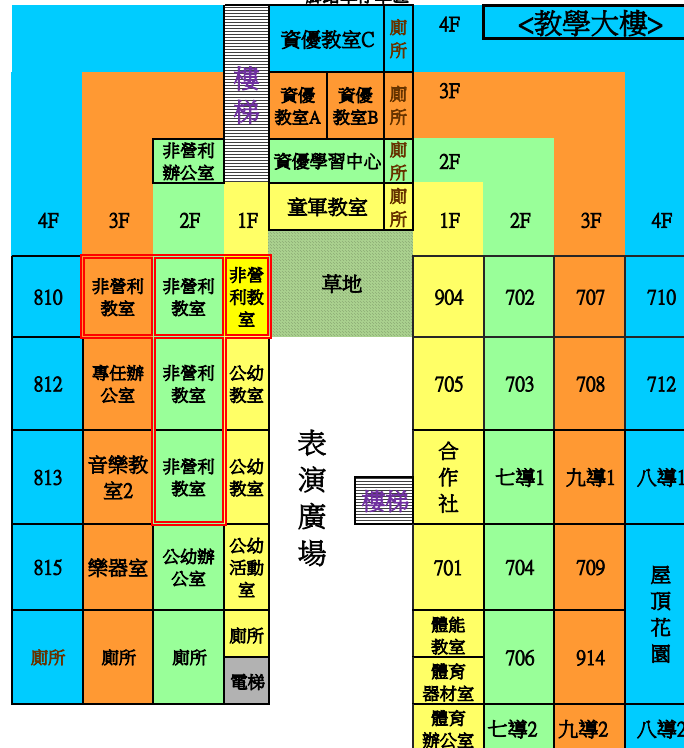 4F
<教學大樓>
資優教室C
廁
所
樓
梯
資優
教室A
資優
教室B
廁
所
3F
非營利
辦公室
資優學習中心
廁
所
2F
童軍教室
廁
所
4F
3F
2F
1F
1F
2F
3F
4F
810
非營利
教室
非營利
教室
非營
利教
室
草地
904
702
707
710
812
專任辦
公室
非營利
教室
公幼
教室
705
703
708
712
813
音樂教
室2
非營利
教室
公幼
教室
表
演
廣
場
樓梯
合
作
社
七導1
九導1
八導1
815
樂器室
公幼辦
公室
公幼
活動
室
701
704
709
屋
頂
花
園
廁所
廁所
廁所
廁所
電梯
體能
教室
體育
器材室
706
914
體育
辦公室
七導2
九導2
八導2